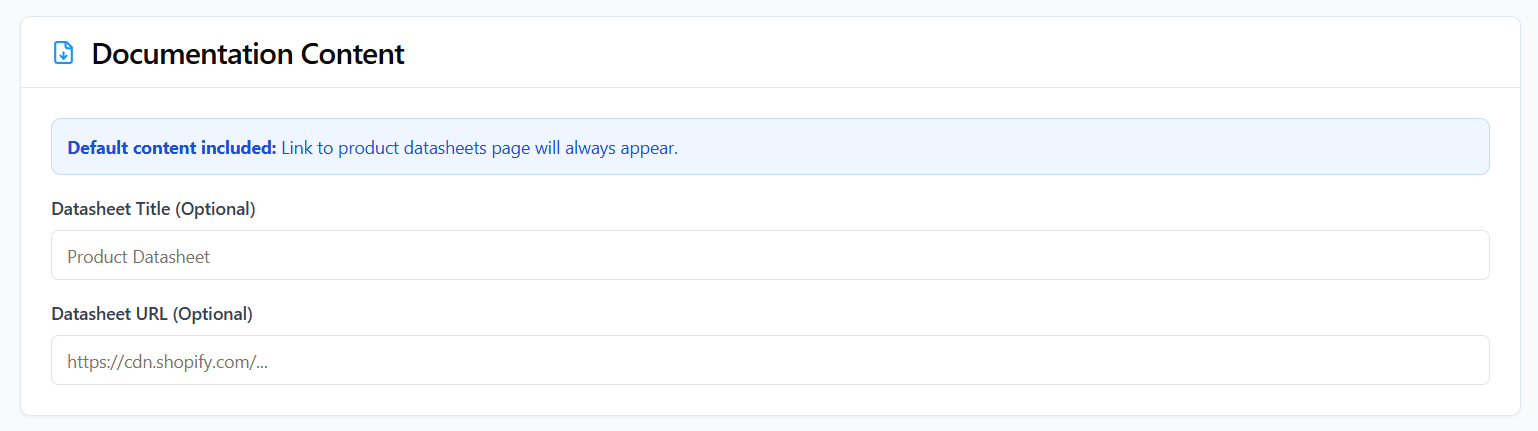 Documentation Content
Default content included: Link to product datasheets page will always appear.
Datasheet Title (Optional)
Product Datasheet
Datasheet URL (Optional)
https://cdn.shopify.com/...